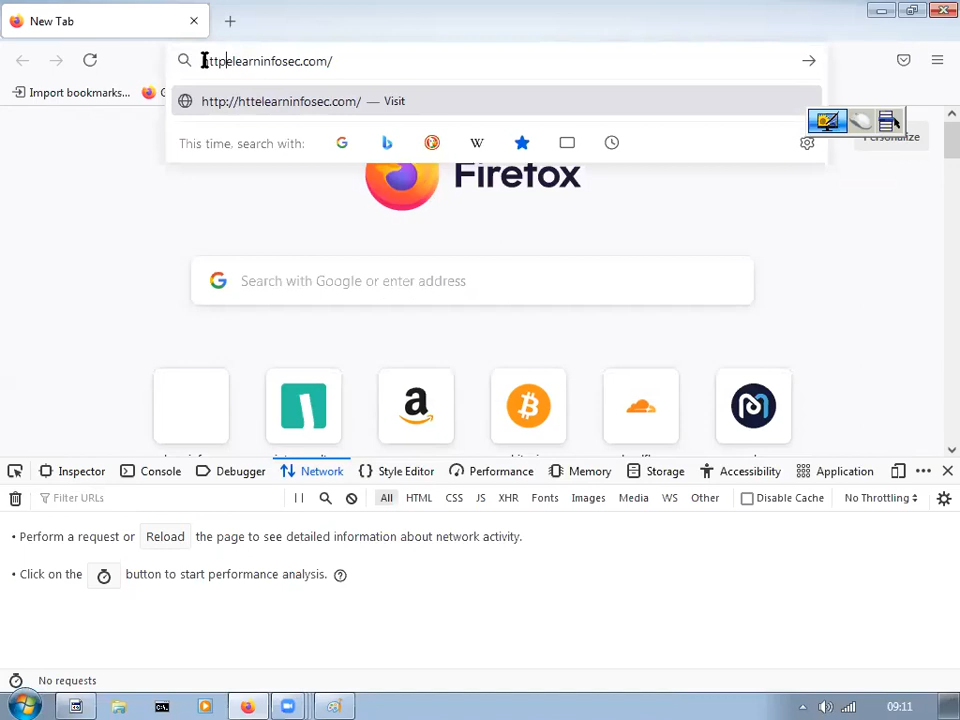 New Tab
httpelearninfosec.com/
Import bookmarks...
http://httelearninfosec.com/ — Visit
This time, search with:
Personalize
Firefox
Search with Google or enter address
Inspector Console Debugger Network Style Editor Performance Memory Storage Accessibility Application
Filter URLs
All HTML CSS JS XHR Fonts Images Media WS Other Disable Cache No Throttling
• Perform a request or Reload the page to see detailed information about network activity.
• Click on the button to start performance analysis.
No requests
09:11